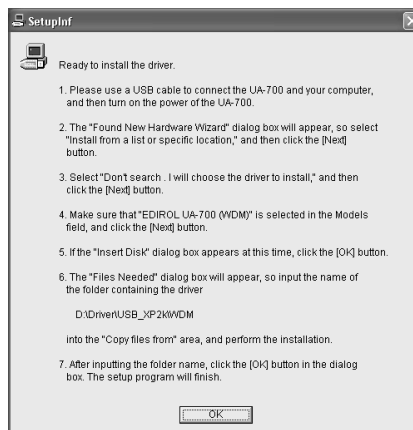 SetupInf
Ready to install the driver.
1. Please use a USB cable to connect the UA-700 and your computer,
and then turn on the power of the UA-700.
2. The "Found New Hardware Wizard" dialog box will appear, so select
"Install from a list or specific location," and then click the [Next]
button.
3. Select "Don't search . I will choose the driver to install," and then
click the [Next] button.
4. Make sure that "EDIROL UA-700 (WDM)" is selected in the Models
field, and click the [Next] button.
5. If the "Insert Disk" dialog box appears at this time, click the [OK] button.
6. The "Files Needed" dialog box will appear, so input the name of
the folder containing the driver
D:\Driver\USB_XP2k\WDM
into the "Copy files from" area, and perform the installation.
7. After inputting the folder name, click the [OK] button in the dialog
box. The setup program will finish.
OK